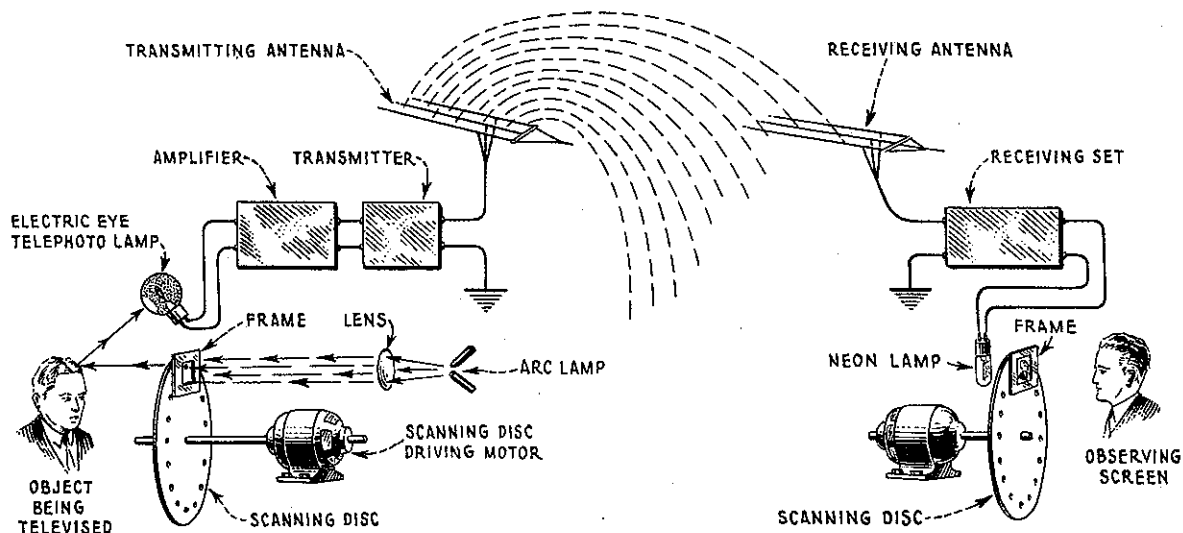 TRANSMITTING ANTENNA
RECEIVING ANTENNA
AMPLIFIER
TRANSMITTER
RECEIVING SET
ELECTRIC EYE
TELEPHOTO LAMP
FRAME
LENS
ARC LAMP
NEON LAMP
FRAME
SCANNING DISC
DRIVING MOTOR
OBJECT
BEING
TELEVISED
SCANNING DISC
OBSERVING
SCREEN
SCANNING DISC